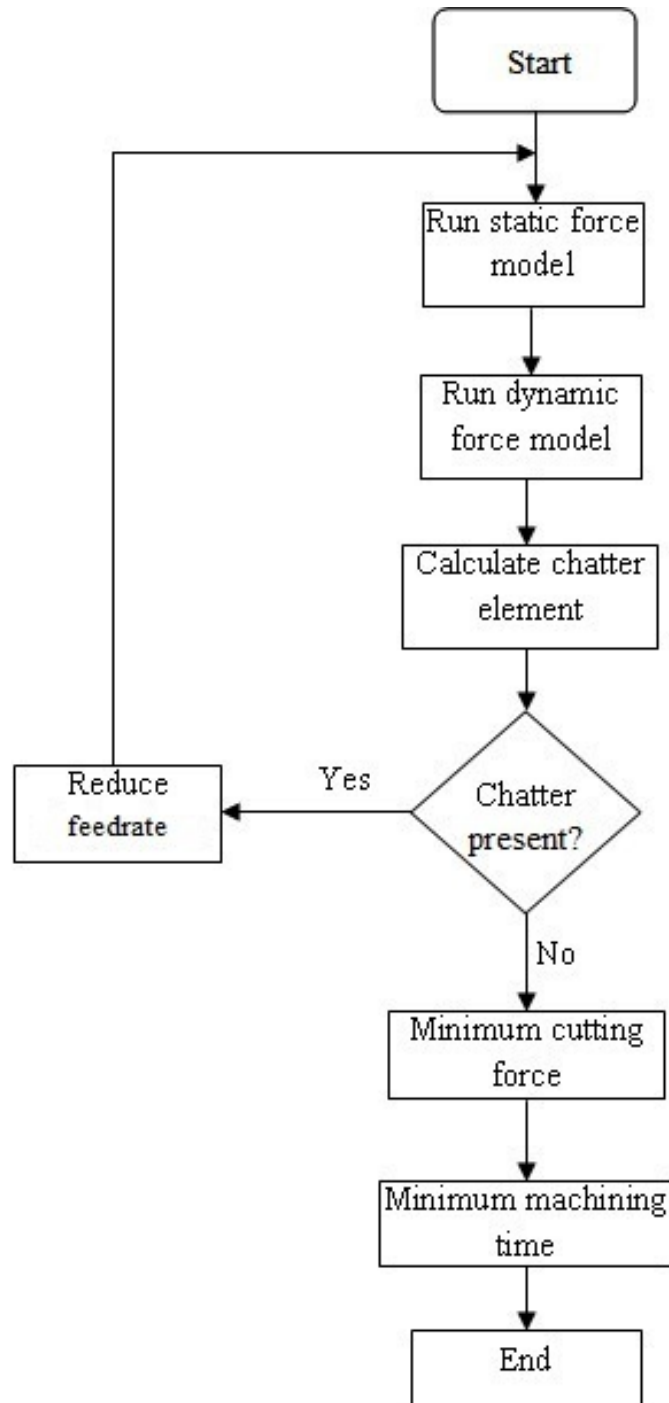 Start
Run static force
model
Run dynamic
force model
Calculate chatter
element
Chatter
present?
Yes
Reduce
feedrate
No
Minimum cutting
force
Minimum machining
time
End